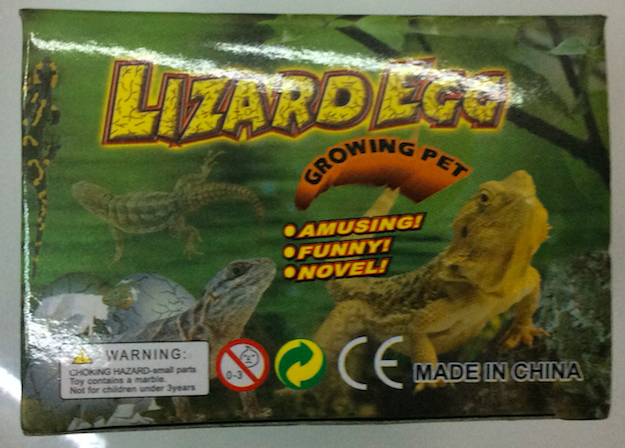 LIZARD EGG
GROWING PET
• AMUSING!
• FUNNY!
• NOVEL!
WARNING:
CHOKING HAZARD-small parts
Toy contains a marble.
Not for children under 3years
0-3
CE
MADE IN CHINA